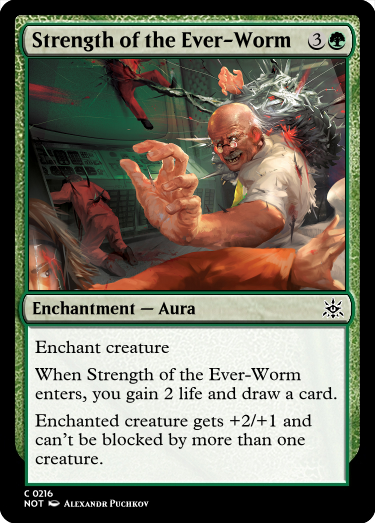 Strength of the Ever-Worm 3
Enchantment — Aura
Enchant creature
When Strength of the Ever-Worm
enters, you gain 2 life and draw a card.
Enchanted creature gets +2/+1 and
can't be blocked by more than one
creature.
C 0216
NOT Alexandr Puchkov